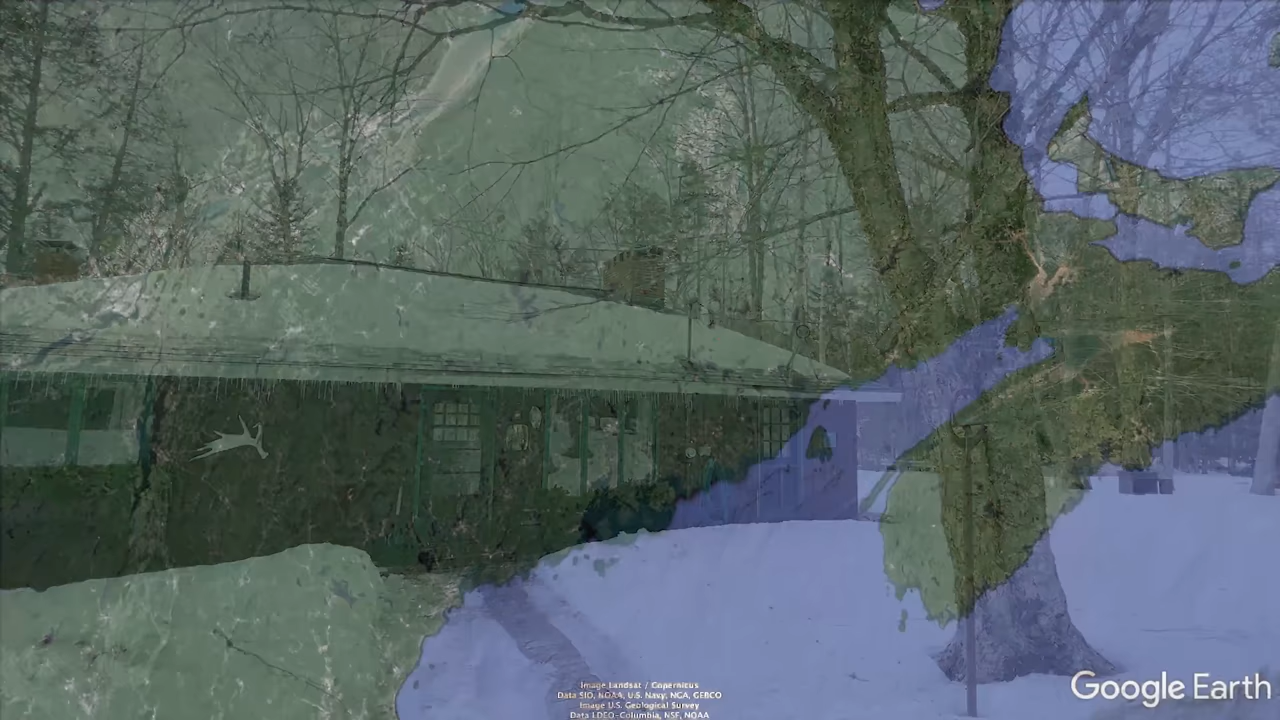 Image Landsat / Copernicus
Data SIO, NOAA, U.S. Navy, NGA, GEBCO
Image U.S. Geological Survey
Data LDEO-Columbia, NSF, NOAA
Google Earth